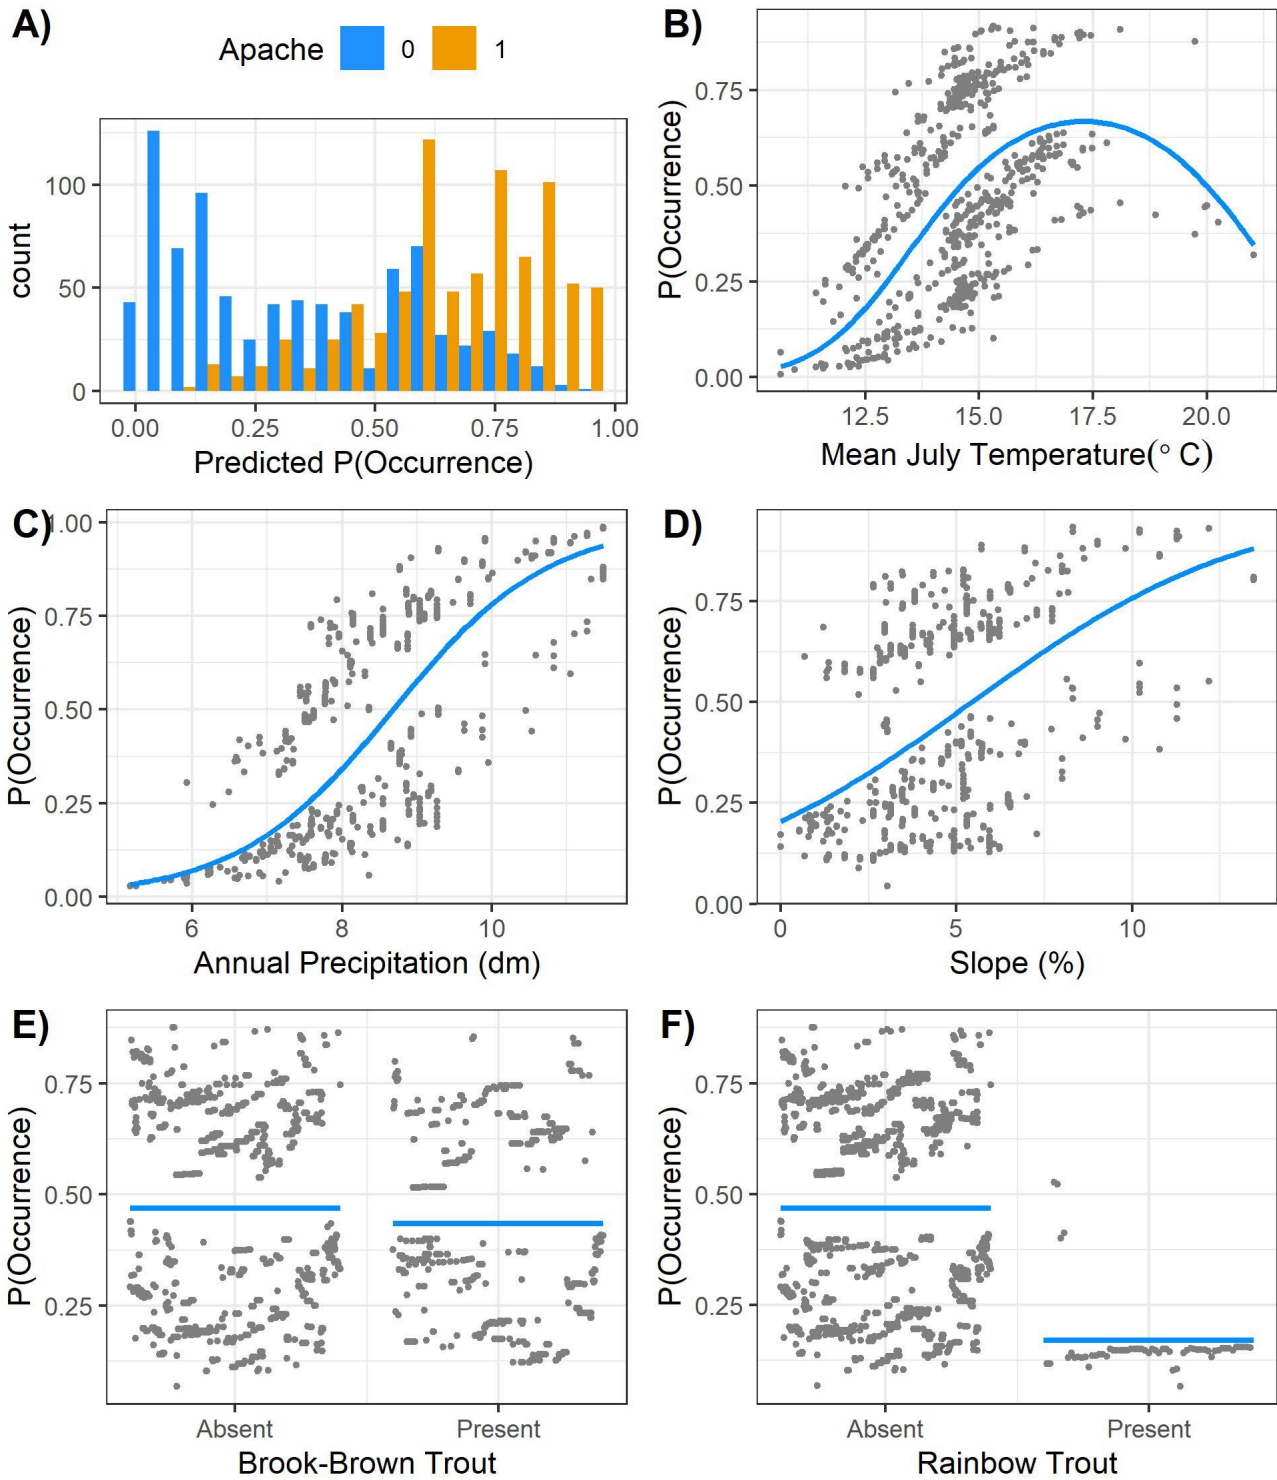 A)
Apache 0 1
count
100
50
0
0.00 0.25 0.50 0.75 1.00
Predicted P(Occurrence)
B)
P(Occurrence)
0.75
0.50
0.25
0.00
12.5 15.0 17.5 20.0
Mean July Temperature(° C)
C)
P(Occurrence)
1.00
0.75
0.50
0.25
0.00
6 8 10
Annual Precipitation (dm)
D)
P(Occurrence)
0.75
0.50
0.25
0.00
0 5 10
Slope (%)
E)
P(Occurrence)
0.75
0.50
0.25
Absent Present
Brook-Brown Trout
F)
P(Occurrence)
0.75
0.50
0.25
Absent Present
Rainbow Trout